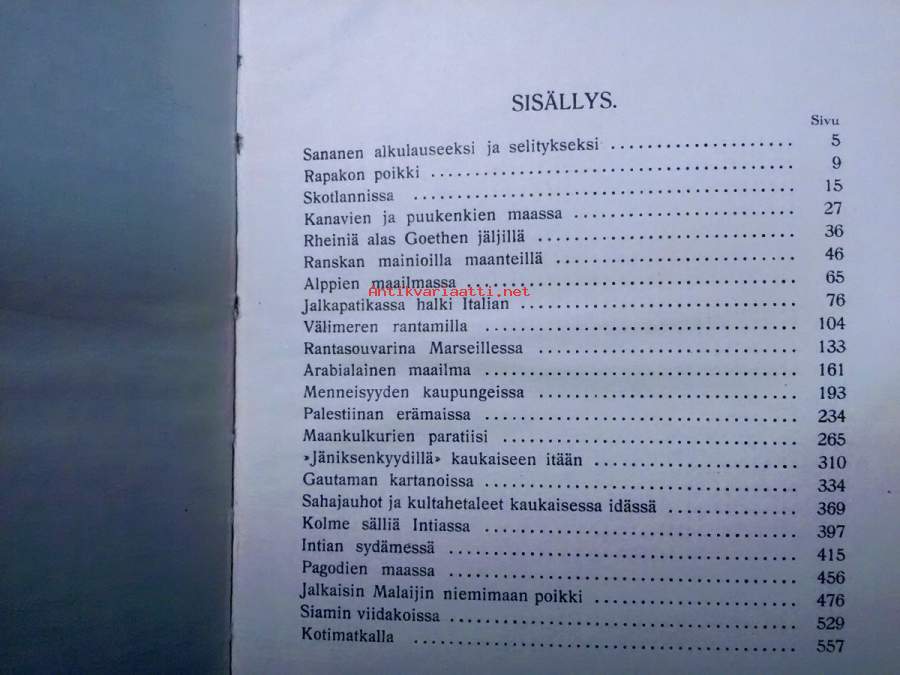 SISÄLLYS.
Sivu
Sananen alkulauseeksi ja selitykseksi .................... 5
Rapakon poikki ........................................ 9
Skotlannissa ........................................ 15
Kanavien ja puukenkien maassa ........................ 27
Rheiniä alas Goethen jäljillä ............................ 36
Ranskan mainioilla maanteillä ........................ 46
Alppien maailmassa .................................... 65
Antikvariaatti.net
Jalkapatikassa halki Italian ............................ 76
Välimeren rantamilla ................................ 104
Rantasouvarina Marseillessa ........................ 133
Arabialainen maailma ................................ 161
Menneisyyden kaupungeissa ........................ 193
Palestiinan erämaissa ................................ 234
Maankulkurien paratiisi ............................ 265
»Jäniksenkyydillä» kaukaiseen itään .................... 310
Gautaman kartanoissa ................................ 334
Sahajauhot ja kultahetaleet kaukaisessa idässä ............ 369
Kolme sälliä Intiassa ................................ 397
Intian sydämessä .................................... 415
Pagodien maassa .................................... 456
Jalkaisin Malaijin niemimaan poikki .................... 476
Siamin viidakoissa .................................... 529
Kotimatkalla ........................................ 557